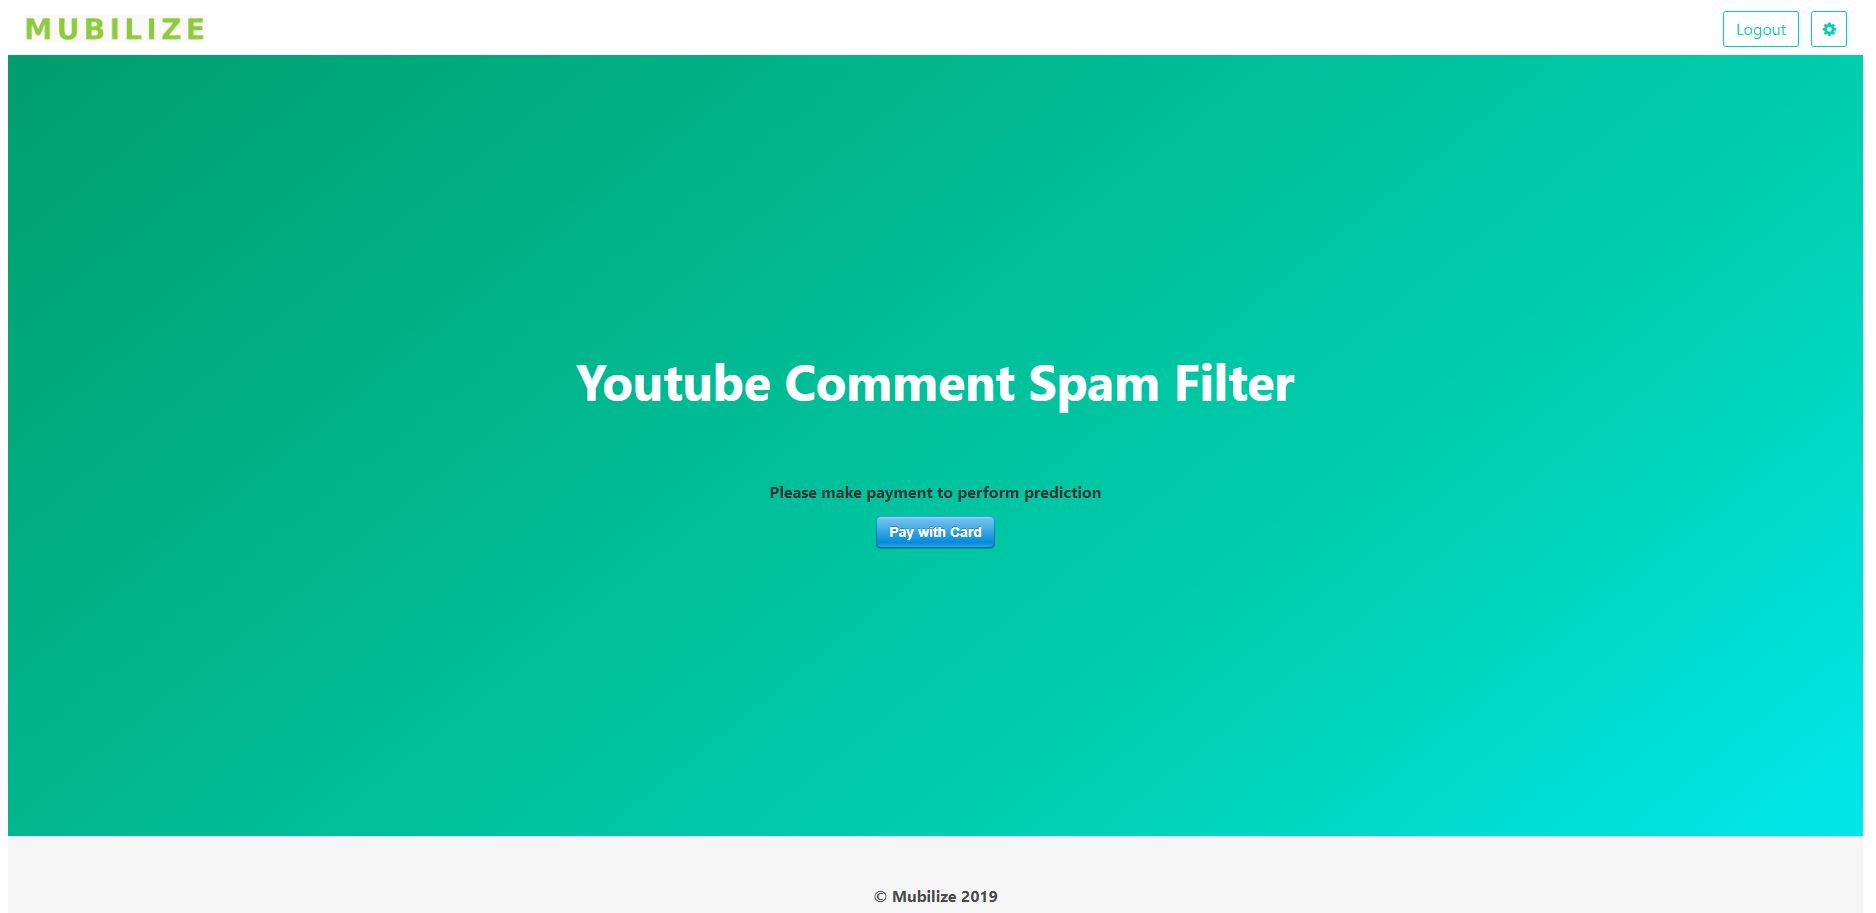 MUBILIZE
Logout
Youtube Comment Spam Filter
Please make payment to perform prediction
Pay with Card
© Mubilize 2019